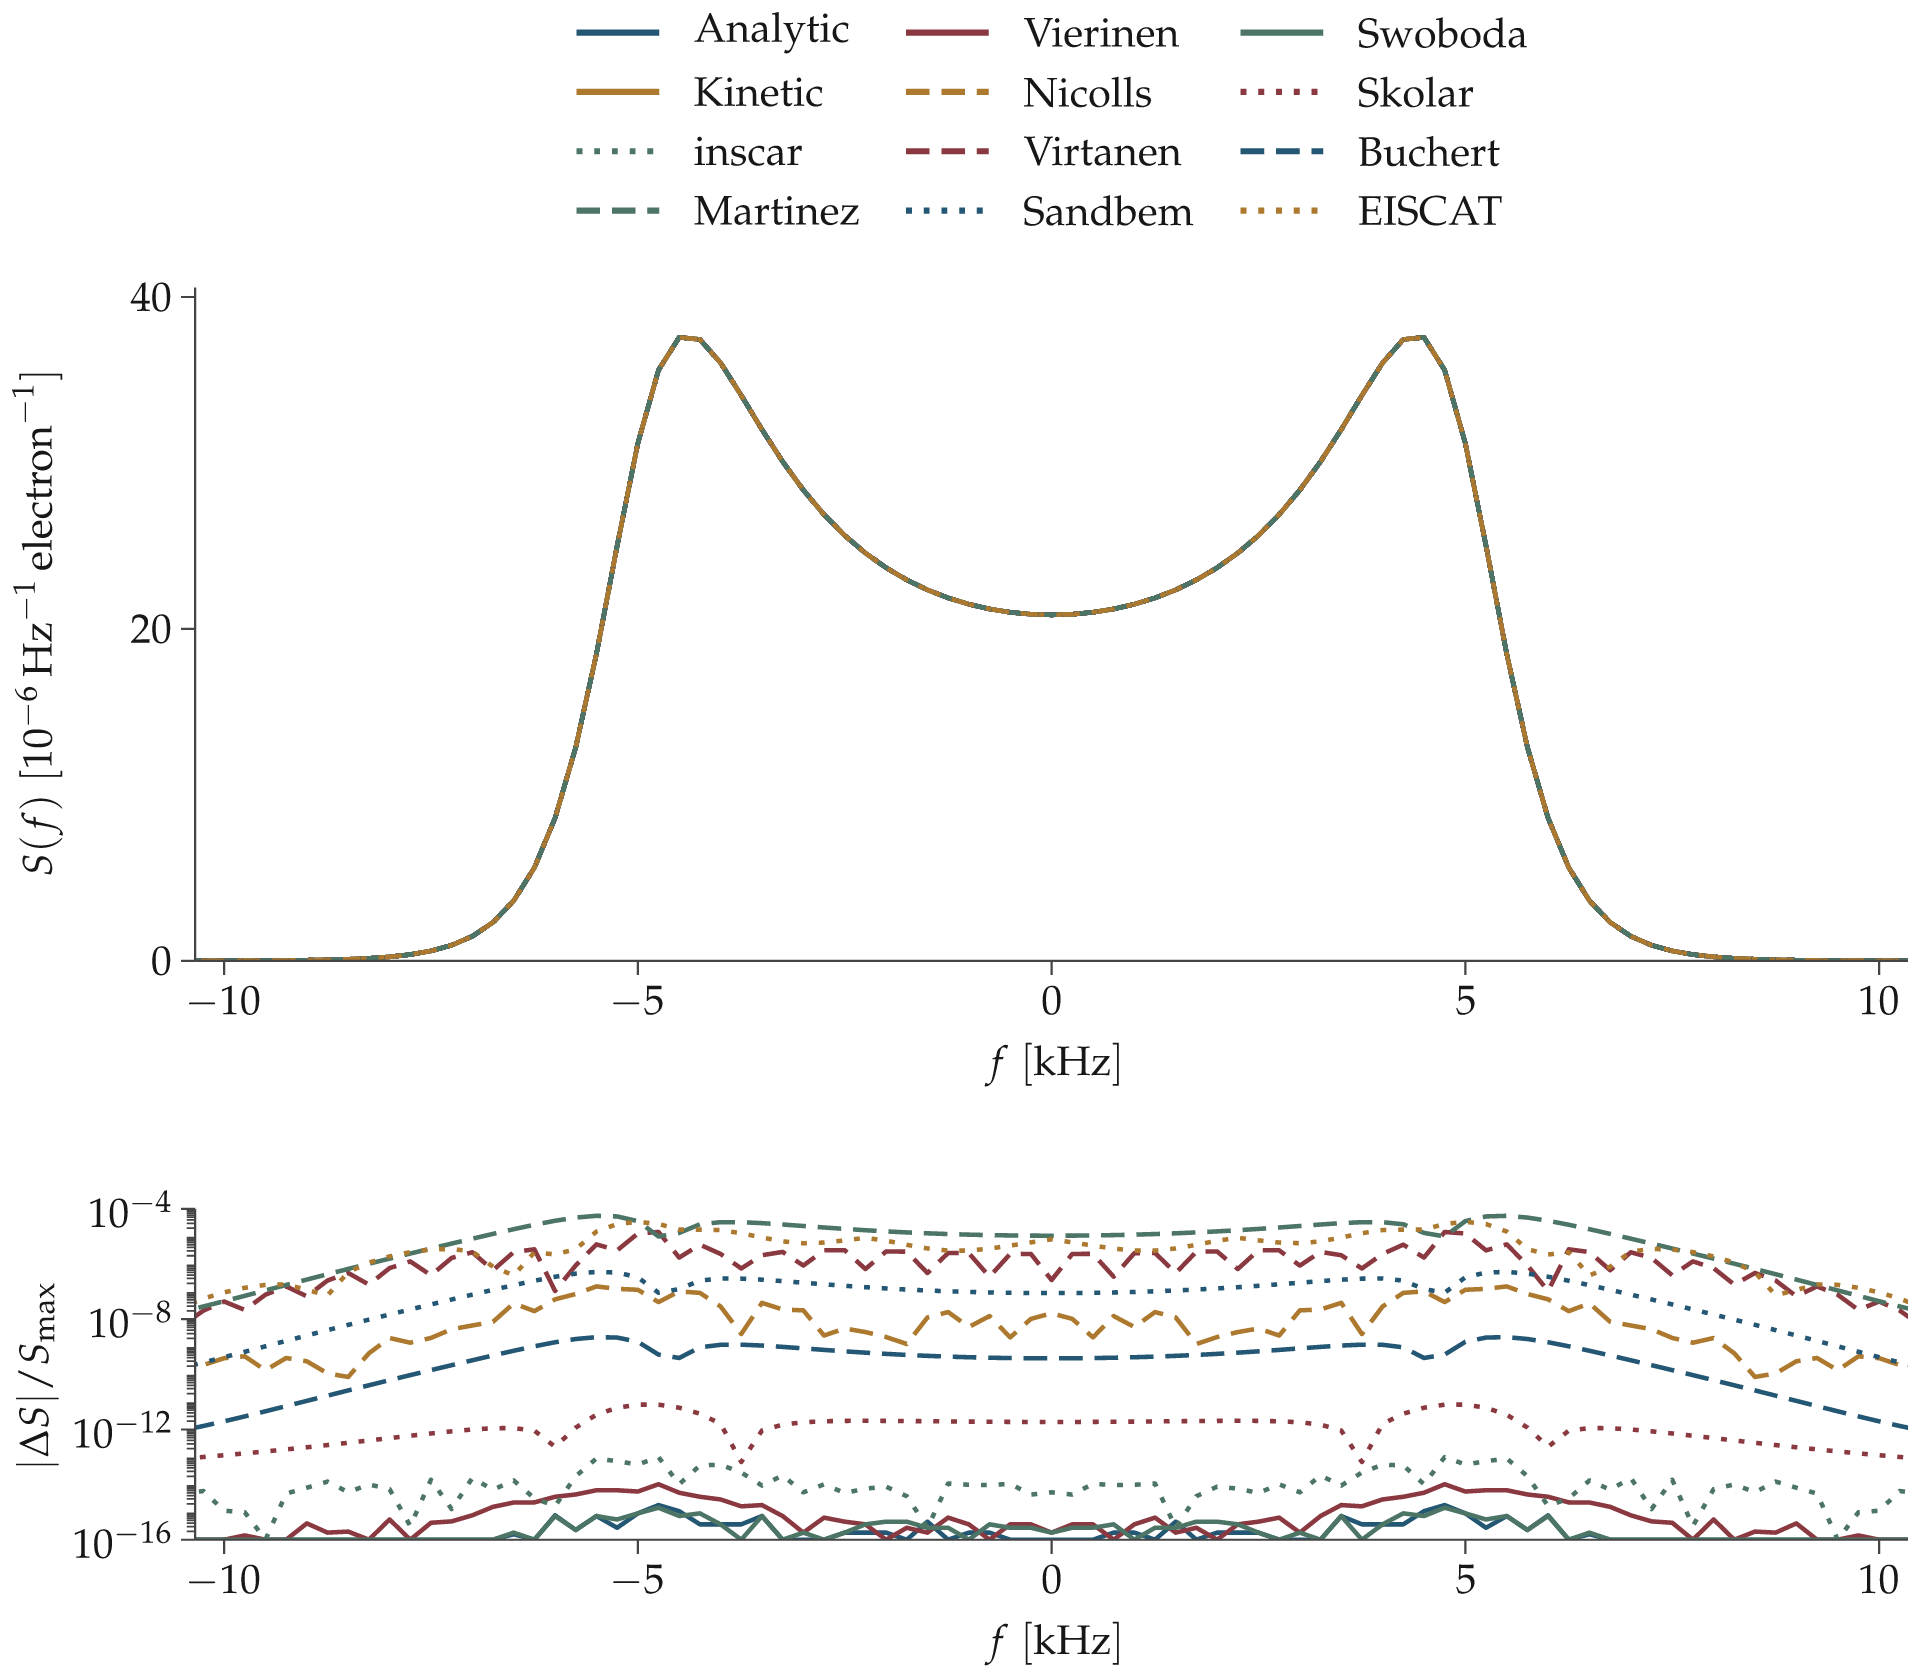 Analytic Vierinen Swoboda
Kinetic Nicolls Skolar
inscar Virtanen Buchert
Martinez Sandbem EISCAT
40
20
0
S(f) [10⁻⁶ Hz⁻¹ electron⁻¹]
−10 −5 0 5 10
f [kHz]
10⁻⁴
10⁻⁸
10⁻¹²
10⁻¹⁶
|ΔS|/Smax
−10 −5 0 5 10
f [kHz]